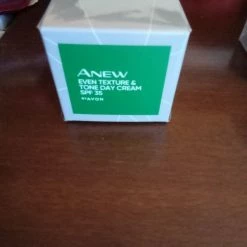 ANEW
EVEN TEXTURE &
TONE DAY CREAM
SPF 35
AVON